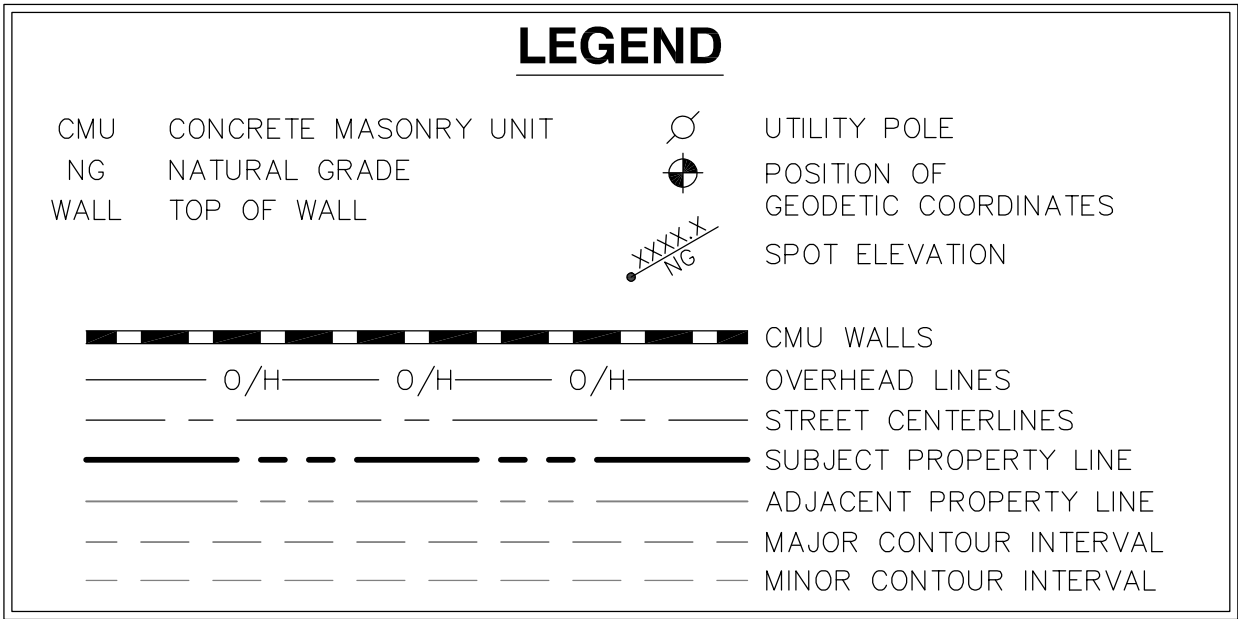 LEGEND
CMU CONCRETE MASONRY UNIT
NG NATURAL GRADE
WALL TOP OF WALL
UTILITY POLE
POSITION OF
GEODETIC COORDINATES
XXXX.X
NG
SPOT ELEVATION
CMU WALLS
O/H O/H O/H OVERHEAD LINES
STREET CENTERLINES
SUBJECT PROPERTY LINE
ADJACENT PROPERTY LINE
MAJOR CONTOUR INTERVAL
MINOR CONTOUR INTERVAL